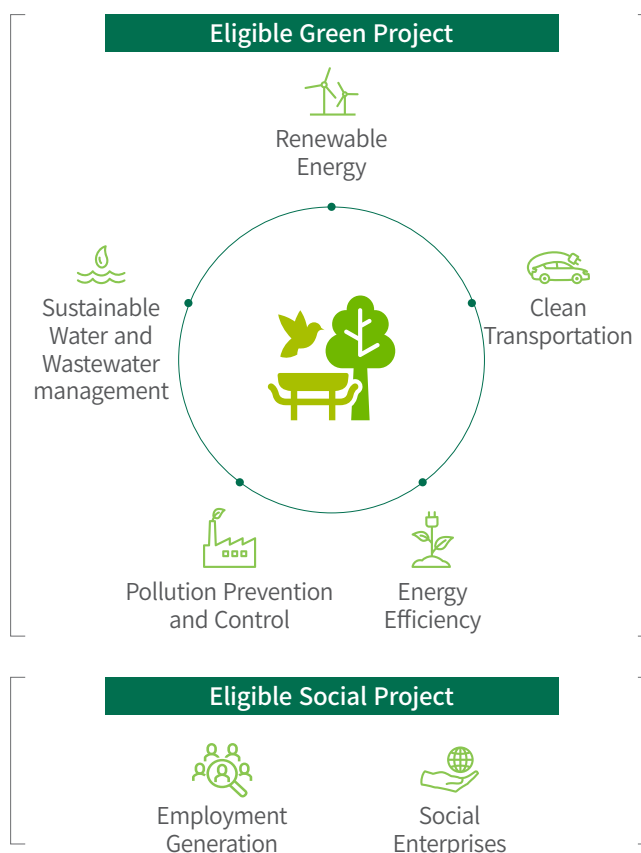 Eligible Green Project
Renewable
Energy
Sustainable
Water and
Wastewater
management
Clean
Transportation
Pollution Prevention
and Control
Energy
Efficiency
Eligible Social Project
Employment
Generation
Social
Enterprises